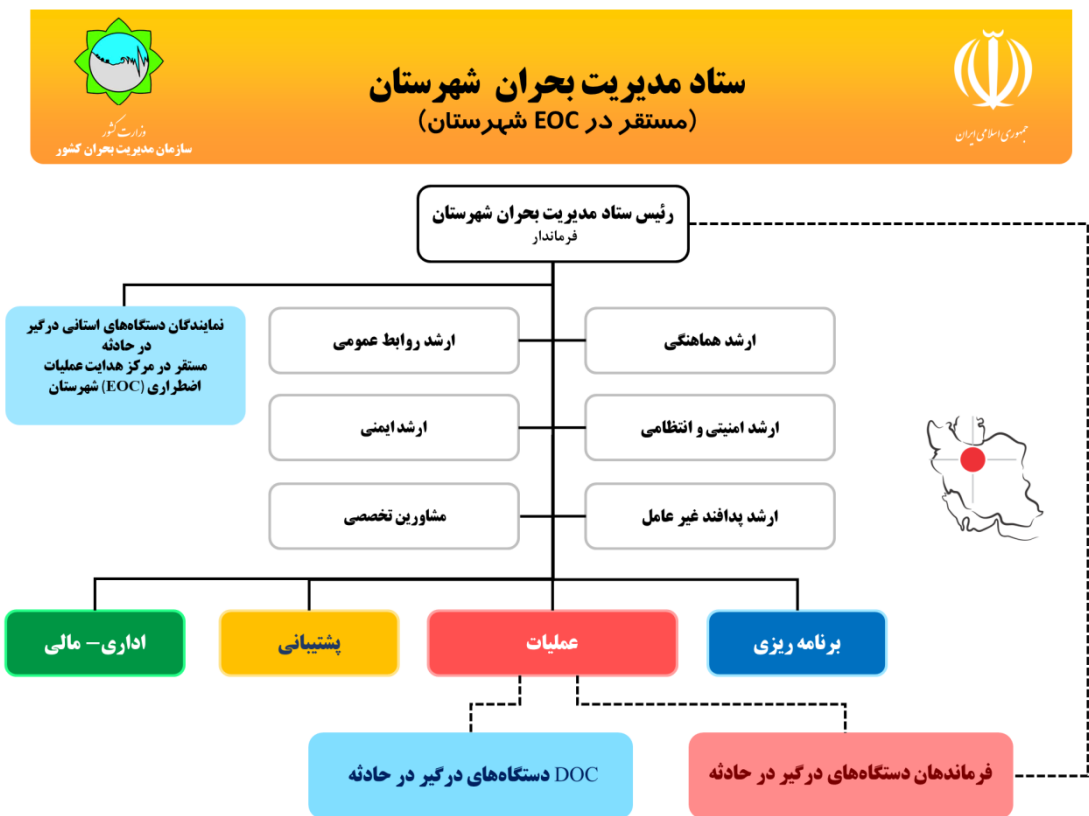 ستاد مدیریت بحران شهرستان
(مستقر در EOC شهرستان)
جمهوری اسلامی ایران
وزارت کشور
سازمان مدیریت بحران کشور
رئیس ستاد مدیریت بحران شهرستان
فرماندار
نمایندگان دستگاه‌های استانی درگیر
در حادثه
مستقر در مرکز هدایت عملیات
اضطراری (EOC) شهرستان
ارشد هماهنگی
ارشد روابط عمومی
ارشد امنیتی و انتظامی
ارشد ایمنی
ارشد پدافند غیر عامل
مشاورین تخصصی
برنامه ریزی
عملیات
پشتیبانی
اداری- مالی
فرماندهان دستگاه‌های درگیر در حادثه
DOC دستگاه‌های درگیر در حادثه